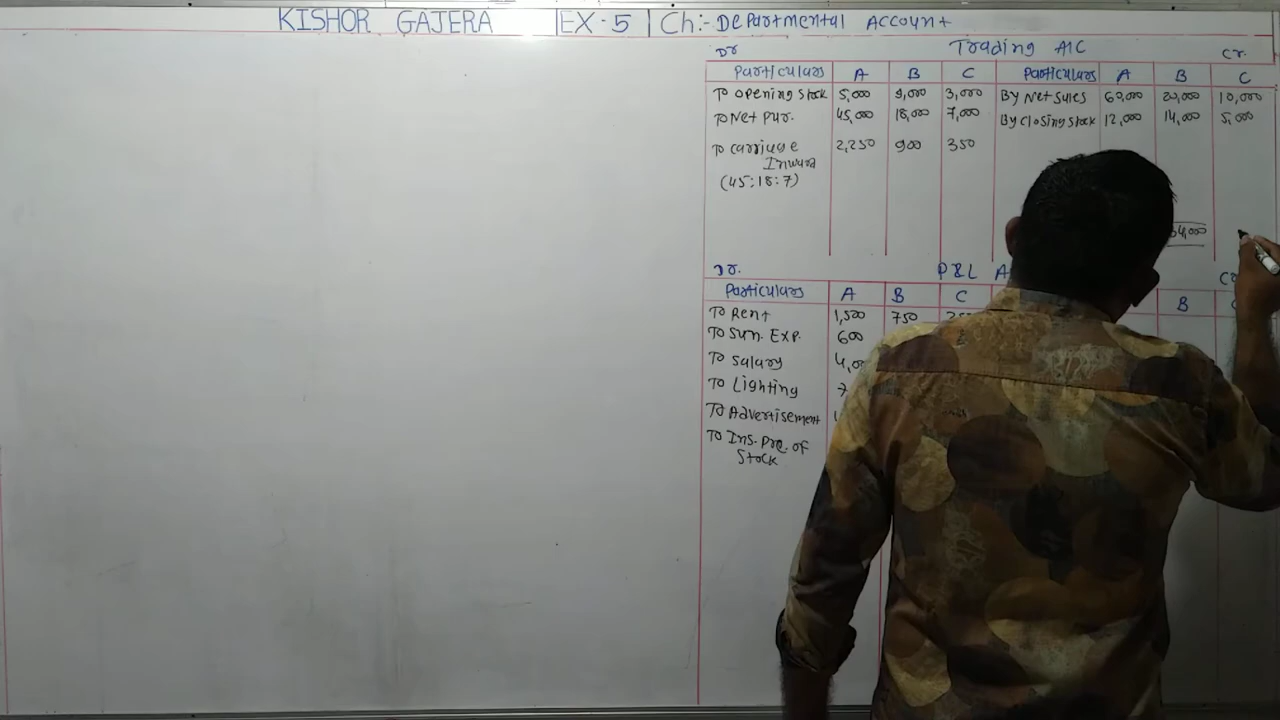 KISHOR GAJERA EX-5 Ch:- Departmental Account
Dr Trading A/C Cr.
Particulars A B C Particulars A B C
To Opening Stock 5,000 9,000 3,000 By Net Sales 60,000 20,000 10,000
To Net Pur. 45,000 18,000 7,000 By Closing Stock 12,000 14,000 5,000
To Carriage 2,250 900 350
Inward
(45:18:7)
Dr. P&L A
Particulars A B C B
To Rent 1,500 750
To Sun. Exp. 600
To Salary
To Lighting
To Advertisement
To Ins. Pre. of
Stock